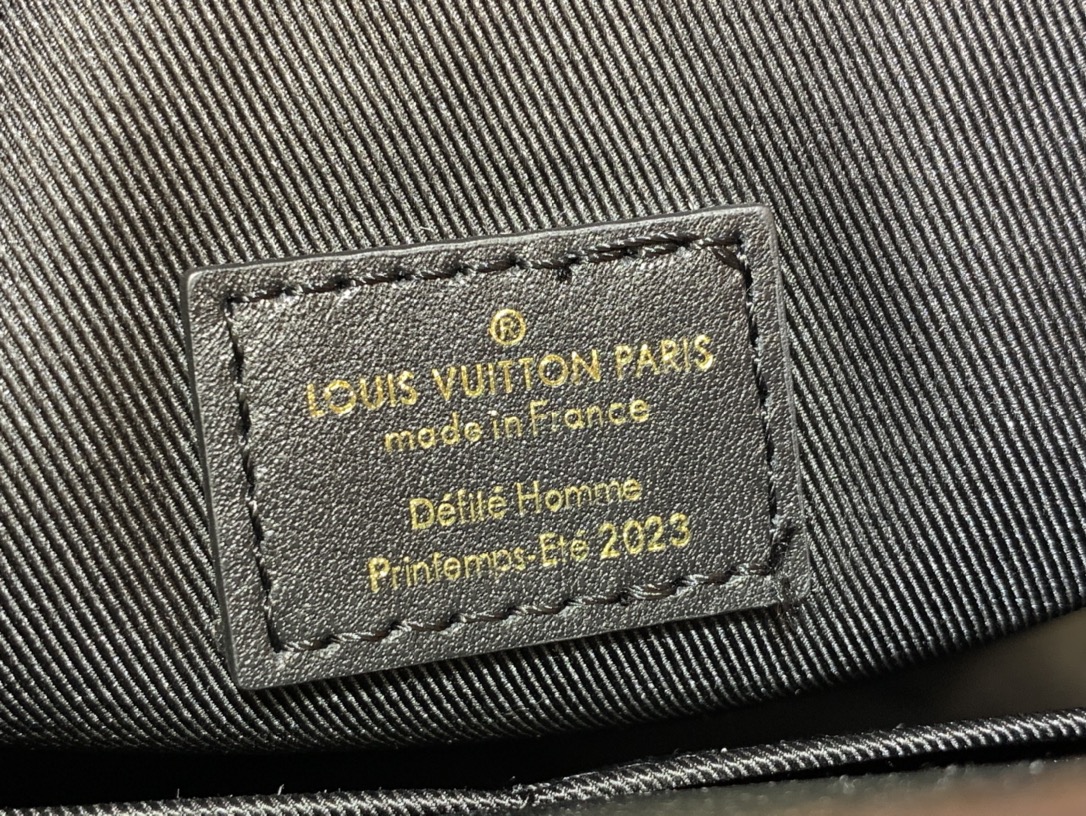 ®
LOUIS VUITTON PARIS
made in France
Défilé Homme
Printemps-Eté 2023